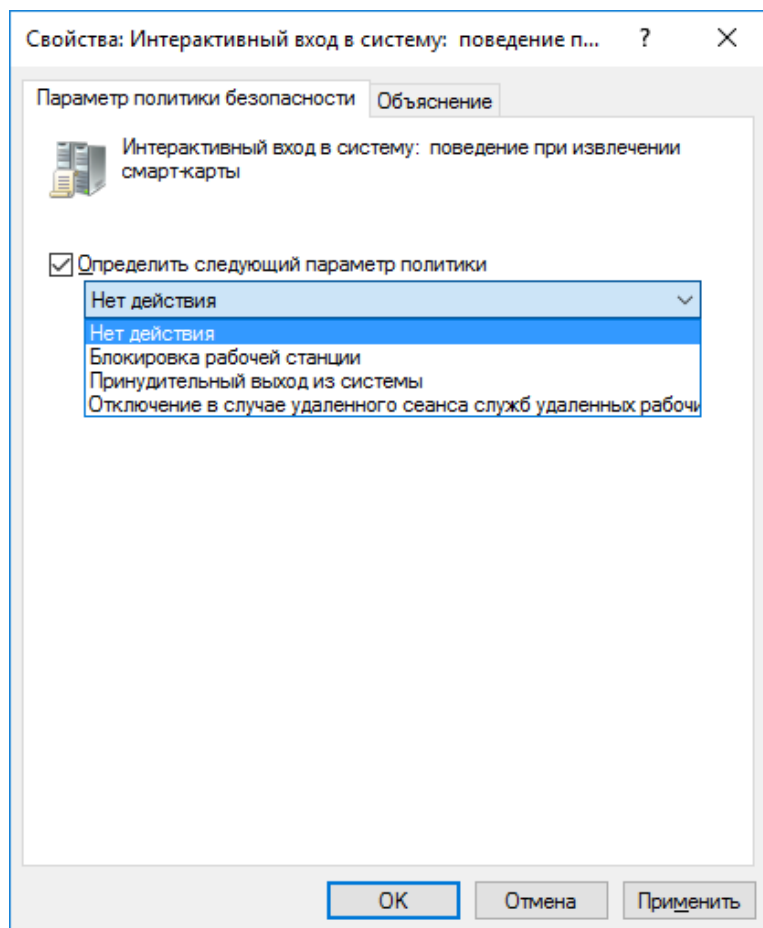 Свойства: Интерактивный вход в систему: поведение п... ?
Параметр политики безопасности Объяснение
Интерактивный вход в систему: поведение при извлечении
смарт-карты
Определить следующий параметр политики
Нет действия
Нет действия
Блокировка рабочей станции
Принудительный выход из системы
Отключение в случае удаленного сеанса служб удаленных рабочи
OK Отмена Применить